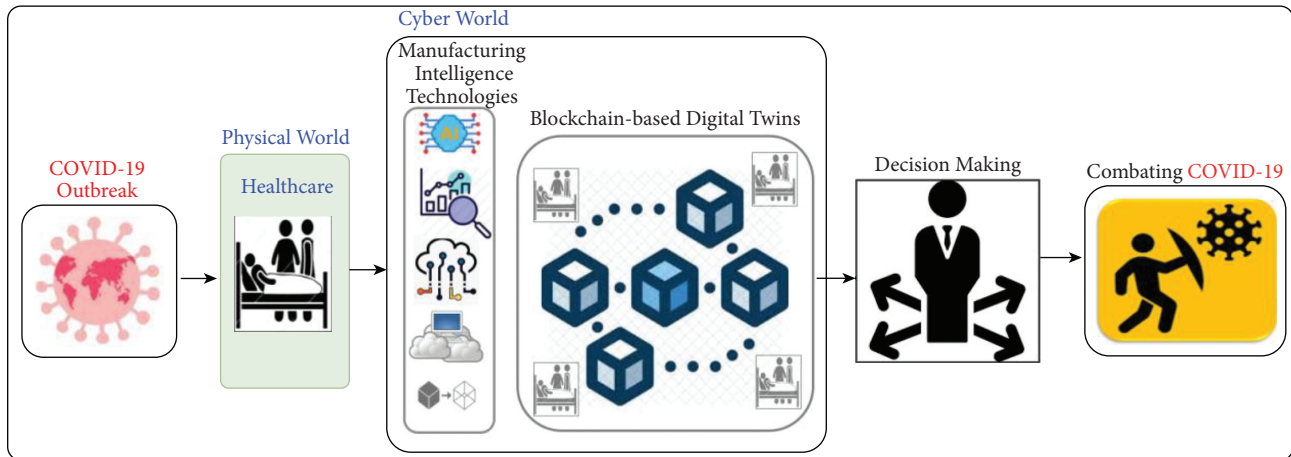 Cyber World
Manufacturing
Intelligence
Technologies
AI
Blockchain-based Digital Twins
Physical World
Healthcare
COVID-19
Outbreak
Decision Making
Combating COVID-19